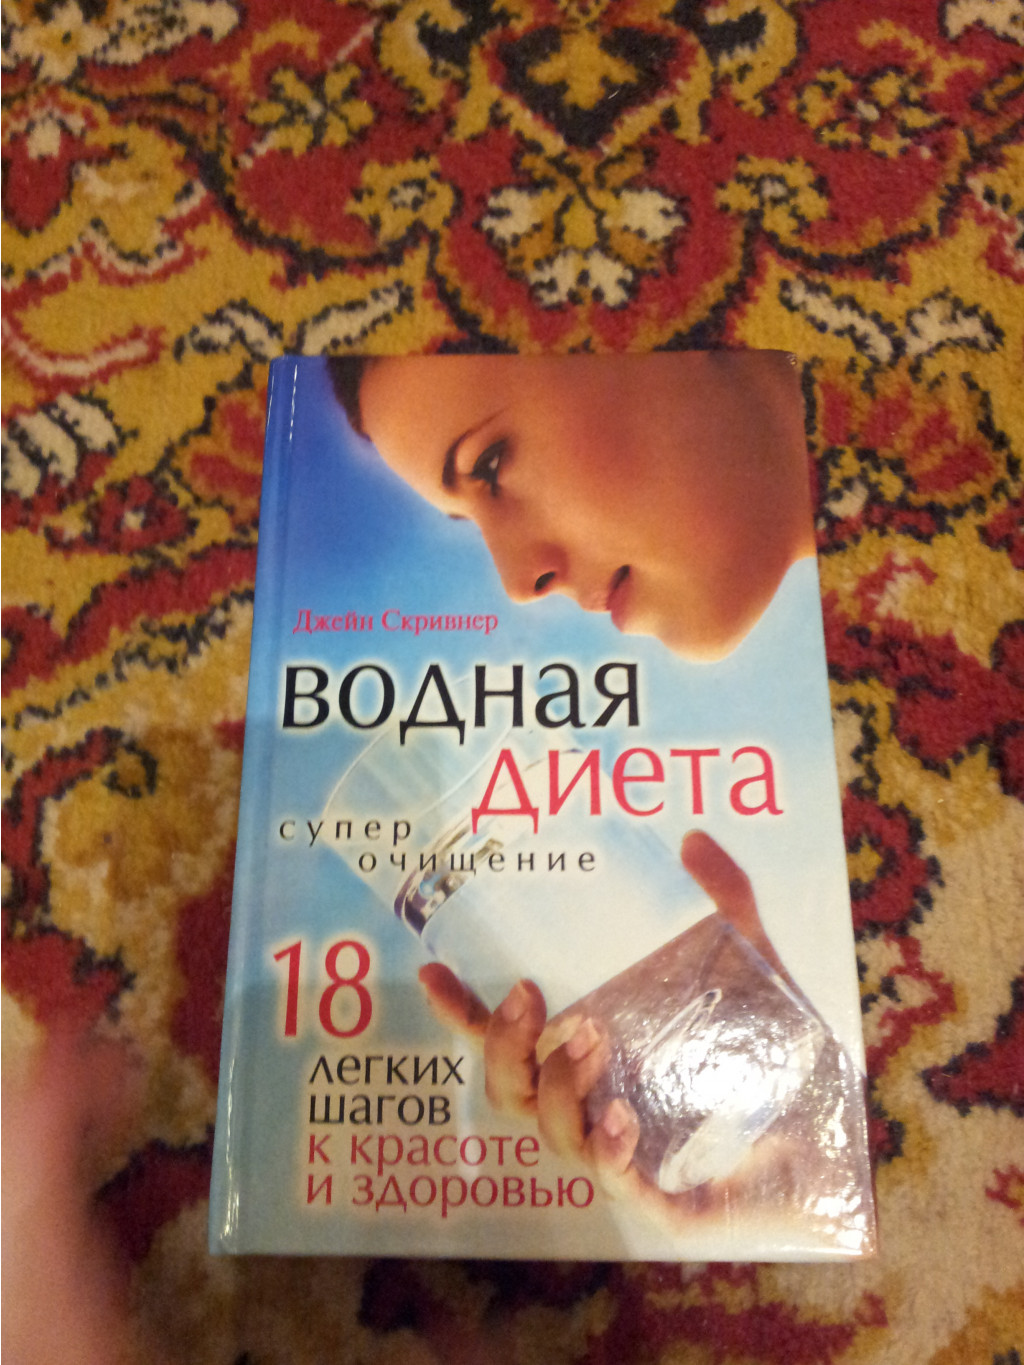 Джейн Скривнер
водная
диета
супер
очищение
18
легких
шагов
к красоте
и здоровью